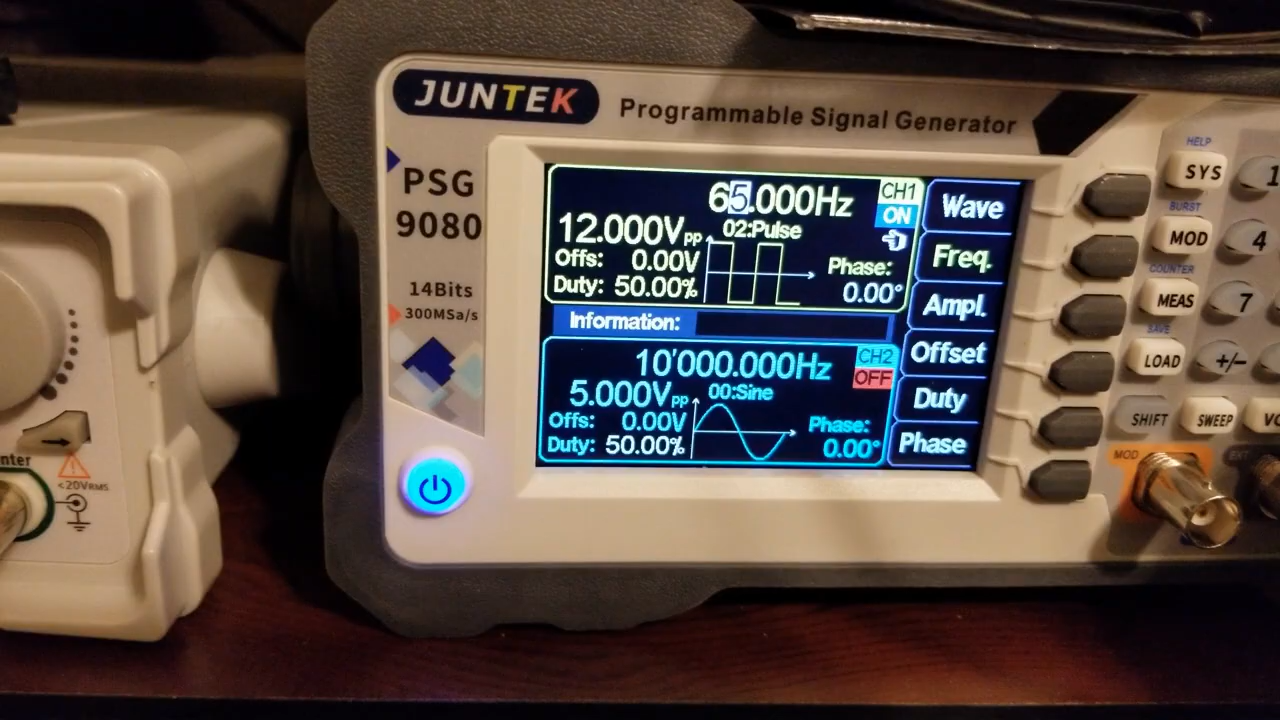 JUNTEK
Programmable Signal Generator
PSG
9080
14Bits
300MSa/s
65.000Hz
CH1
ON
12.000Vpp
02:Pulse
Offs: 0.00V
Duty: 50.00%
Phase:
0.00°
Information:
10'000.000Hz
CH2
OFF
5.000Vpp
00:Sine
Offs: 0.00V
Duty: 50.00%
Phase:
0.00°
Wave
Freq.
Ampl.
Offset
Duty
Phase
HELP
SYS
1
BURST
MOD
4
COUNTER
MEAS
7
SAVE
LOAD
+/-
SHIFT
SWEEP
MOD
EXT
<20VRMS